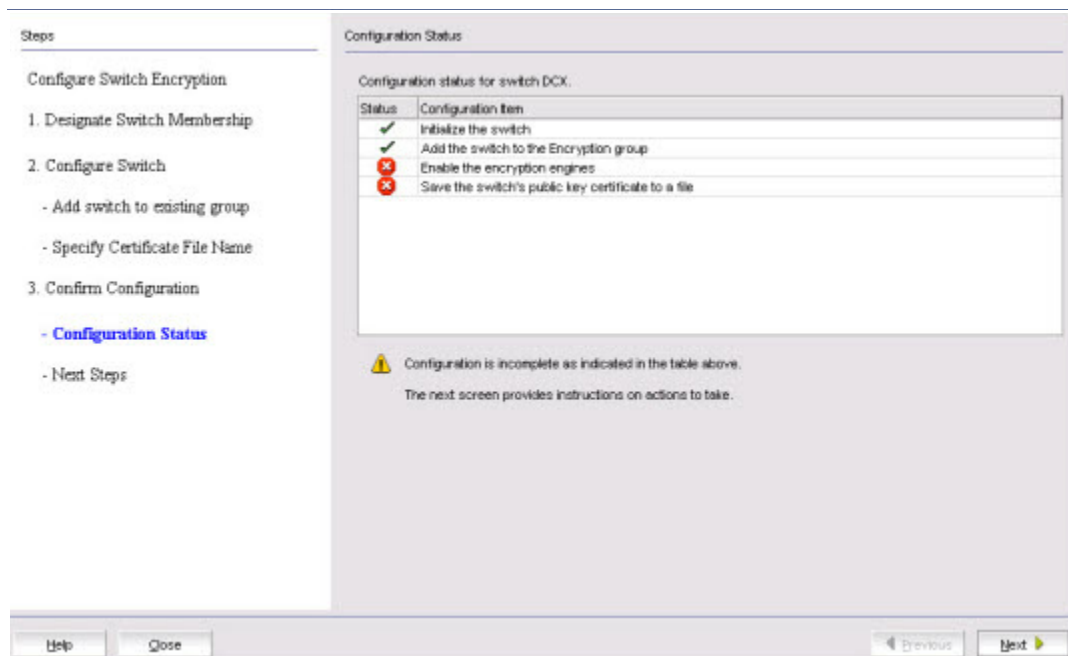 Steps
Configure Switch Encryption
1. Designate Switch Membership
2. Configure Switch
- Add switch to existing group
- Specify Certificate File Name
3. Confirm Configuration
- Configuration Status
- Next Steps
Configuration Status
Configuration status for switch DCX.
Status Configuration Item
Initialize the switch
Add the switch to the Encryption group
Enable the encryption engines
Save the switch's public key certificate to a file
Configuration is incomplete as indicated in the table above.
The next screen provides instructions on actions to take.
Help Close Previous Next